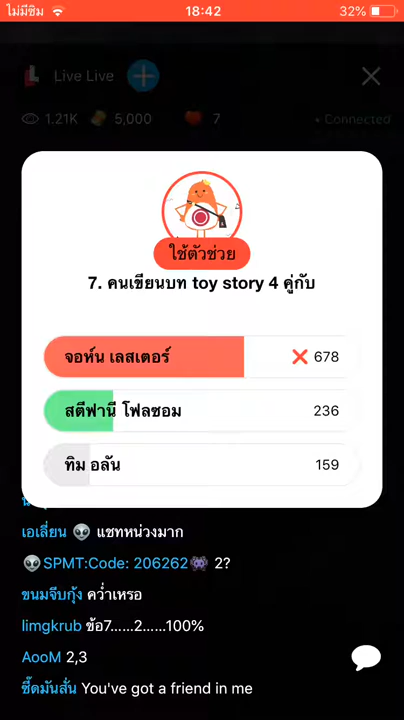 ไม่มีซิม 18:42 32%
Live Live
1.21K 5,000 7 • Connected
ใช้ตัวช่วย
7. คนเขียนบท toy story 4 คู่กับ
จอห์น เลสเตอร์ 678
สตีฟานี โฟลซอม 236
ทิม อลัน 159
เอเลี่ยน 👽 แชทหน่วงมาก
👽SPMT:Code: 206262👾 2?
ขนมจีบกุ้ง คว่ำเหรอ
limgkrub ข้อ7......2......100%
AooM 2,3
ซี๊ดมันสั่น You've got a friend in me